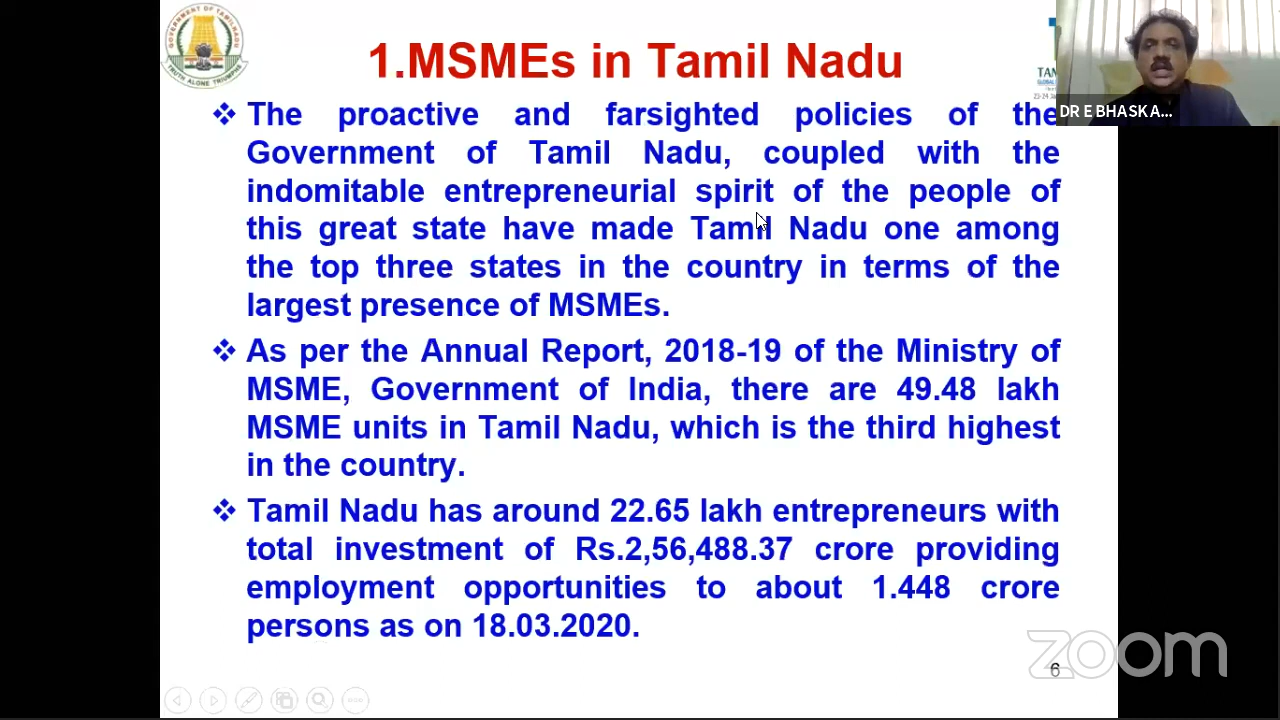 GOVERNMENT OF TAMILNADU
TRUTH ALONE TRIUMPHS
1.MSMEs in Tamil Nadu
DR E BHASKA...
❖ The proactive and farsighted policies of the
Government of Tamil Nadu, coupled with the
indomitable entrepreneurial spirit of the people of
this great state have made Tamil Nadu one among
the top three states in the country in terms of the
largest presence of MSMEs.
❖ As per the Annual Report, 2018-19 of the Ministry of
MSME, Government of India, there are 49.48 lakh
MSME units in Tamil Nadu, which is the third highest
in the country.
❖ Tamil Nadu has around 22.65 lakh entrepreneurs with
total investment of Rs.2,56,488.37 crore providing
employment opportunities to about 1.448 crore
persons as on 18.03.2020.
zoom
6